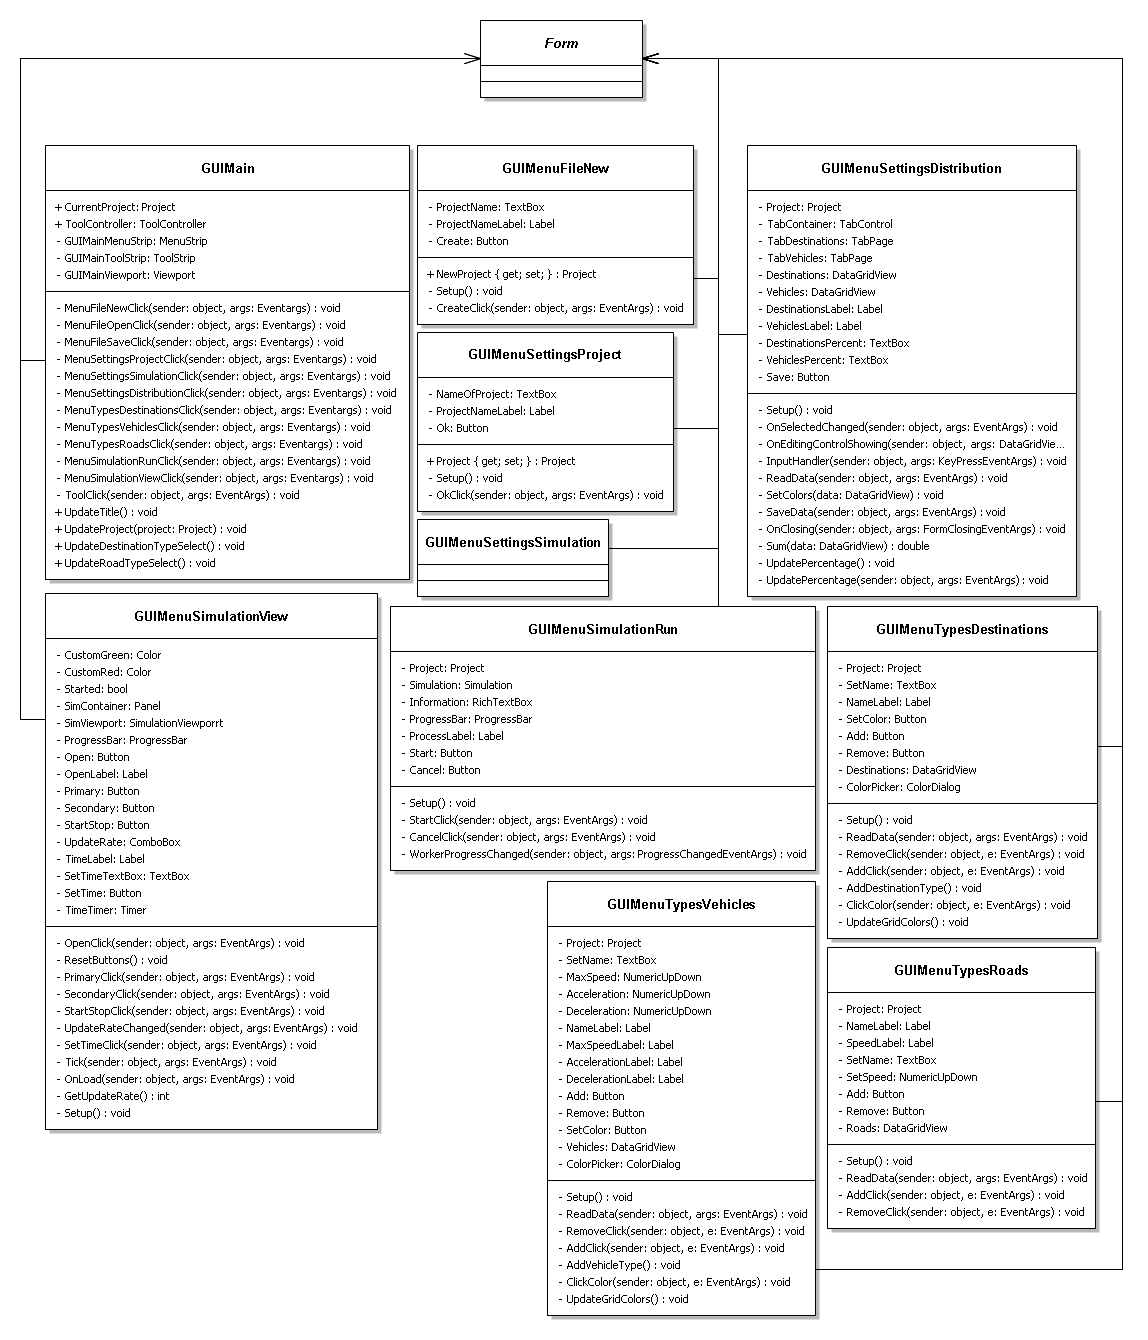 Form
GUIMain
+ CurrentProject: Project
+ ToolController: ToolController
- GUIMainMenuStrip: MenuStrip
- GUIMainToolStrip: ToolStrip
- GUIMainViewport: Viewport
- MenuFileNewClick(sender: object, args: Eventargs) : void
- MenuFileOpenClick(sender: object, args: Eventargs) : void
- MenuFileSaveClick(sender: object, args: Eventargs) : void
- MenuSettingsProjectClick(sender: object, args: Eventargs) : void
- MenuSettingsSimulationClick(sender: object, args: Eventargs) : void
- MenuSettingsDistributionClick(sender: object, args: Eventargs) : void
- MenuTypesDestinationsClick(sender: object, args: Eventargs) : void
- MenuTypesVehiclesClick(sender: object, args: Eventargs) : void
- MenuTypesRoadsClick(sender: object, args: Eventargs) : void
- MenuSimulationRunClick(sender: object, args: Eventargs) : void
- MenuSimulationViewClick(sender: object, args: Eventargs) : void
- ToolClick(sender: object, args: EventArgs) : void
+ UpdateTitle() : void
+ UpdateProject(project: Project) : void
+ UpdateDestinationTypeSelect() : void
+ UpdateRoadTypeSelect() : void
GUIMenuFileNew
- ProjectName: TextBox
- ProjectNameLabel: Label
- Create: Button
+ NewProject { get; set; } : Project
- Setup() : void
- CreateClick(sender: object, args: EventArgs) : void
GUIMenuSettingsProject
- NameOfProject: TextBox
- ProjectNameLabel: Label
- Ok: Button
+ Project { get; set; } : Project
- Setup() : void
- OkClick(sender: object, args: EventArgs) : void
GUIMenuSettingsSimulation
GUIMenuSettingsDistribution
- Project: Project
- TabContainer: TabControl
- TabDestinations: TabPage
- TabVehicles: TabPage
- Destinations: DataGridView
- Vehicles: DataGridView
- DestinationsLabel: Label
- VehiclesLabel: Label
- DestinationsPercent: TextBox
- VehiclesPercent: TextBox
- Save: Button
- Setup() : void
- OnSelectedChanged(sender: object, args: EventArgs) : void
- OnEditingControlShowing(sender: object, args: DataGridVie...
- InputHandler(sender: object, args: KeyPressEventArgs) : void
- ReadData(sender: object, args: EventArgs) : void
- SetColors(data: DataGridView) : void
- SaveData(sender: object, args: EventArgs) : void
- OnClosing(sender: object, args: FormClosingEventArgs) : void
- Sum(data: DataGridView) : double
- UpdatePercentage() : void
- UpdatePercentage(sender: object, args: EventArgs) : void
GUIMenuSimulationView
- CustomGreen: Color
- CustomRed: Color
- Started: bool
- SimContainer: Panel
- SimViewport: SimulationViewporrt
- ProgressBar: ProgressBar
- Open: Button
- OpenLabel: Label
- Primary: Button
- Secondary: Button
- StartStop: Button
- UpdateRate: ComboBox
- TimeLabel: Label
- SetTimeTextBox: TextBox
- SetTime: Button
- TimeTimer: Timer
- OpenClick(sender: object, args: EventArgs) : void
- ResetButtons() : void
- PrimaryClick(sender: object, args: EventArgs) : void
- SecondaryClick(sender: object, args: EventArgs) : void
- StartStopClick(sender: object, args: EventArgs) : void
- UpdateRateChanged(sender: object, args: EventArgs) : void
- SetTimeClick(sender: object, args: EventArgs) : void
- Tick(sender: object, args: EventArgs) : void
- OnLoad(sender: object, args: EventArgs) : void
- GetUpdateRate() : int
- Setup() : void
GUIMenuSimulationRun
- Project: Project
- Simulation: Simulation
- Information: RichTextBox
- ProgressBar: ProgressBar
- ProcessLabel: Label
- Start: Button
- Cancel: Button
- Setup() : void
- StartClick(sender: object, args: EventArgs) : void
- CancelClick(sender: object, args: EventArgs) : void
- WorkerProgressChanged(sender: object, args: ProgressChangedEventArgs) : void
GUIMenuTypesDestinations
- Project: Project
- SetName: TextBox
- NameLabel: Label
- SetColor: Button
- Add: Button
- Remove: Button
- Destinations: DataGridView
- ColorPicker: ColorDialog
- Setup() : void
- ReadData(sender: object, args: EventArgs) : void
- RemoveClick(sender: object, e: EventArgs) : void
- AddClick(sender: object, e: EventArgs) : void
- AddDestinationType() : void
- ClickColor(sender: object, e: EventArgs) : void
- UpdateGridColors() : void
GUIMenuTypesVehicles
- Project: Project
- SetName: TextBox
- MaxSpeed: NumericUpDown
- Acceleration: NumericUpDown
- Deceleration: NumericUpDown
- NameLabel: Label
- MaxSpeedLabel: Label
- AccelerationLabel: Label
- DecelerationLabel: Label
- Add: Button
- Remove: Button
- SetColor: Button
- Vehicles: DataGridView
- ColorPicker: ColorDialog
- Setup() : void
- ReadData(sender: object, args: EventArgs) : void
- RemoveClick(sender: object, e: EventArgs) : void
- AddClick(sender: object, e: EventArgs) : void
- AddVehicleType() : void
- ClickColor(sender: object, e: EventArgs) : void
- UpdateGridColors() : void
GUIMenuTypesRoads
- Project: Project
- NameLabel: Label
- SpeedLabel: Label
- SetName: TextBox
- SetSpeed: NumericUpDown
- Add: Button
- Remove: Button
- Roads: DataGridView
- Setup() : void
- ReadData(sender: object, args: EventArgs) : void
- AddClick(sender: object, e: EventArgs) : void
- RemoveClick(sender: object, e: EventArgs) : void